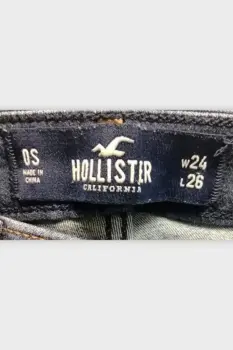 0S
MADE IN
CHINA
HOLLISTER
CALIFORNIA
W24
L26